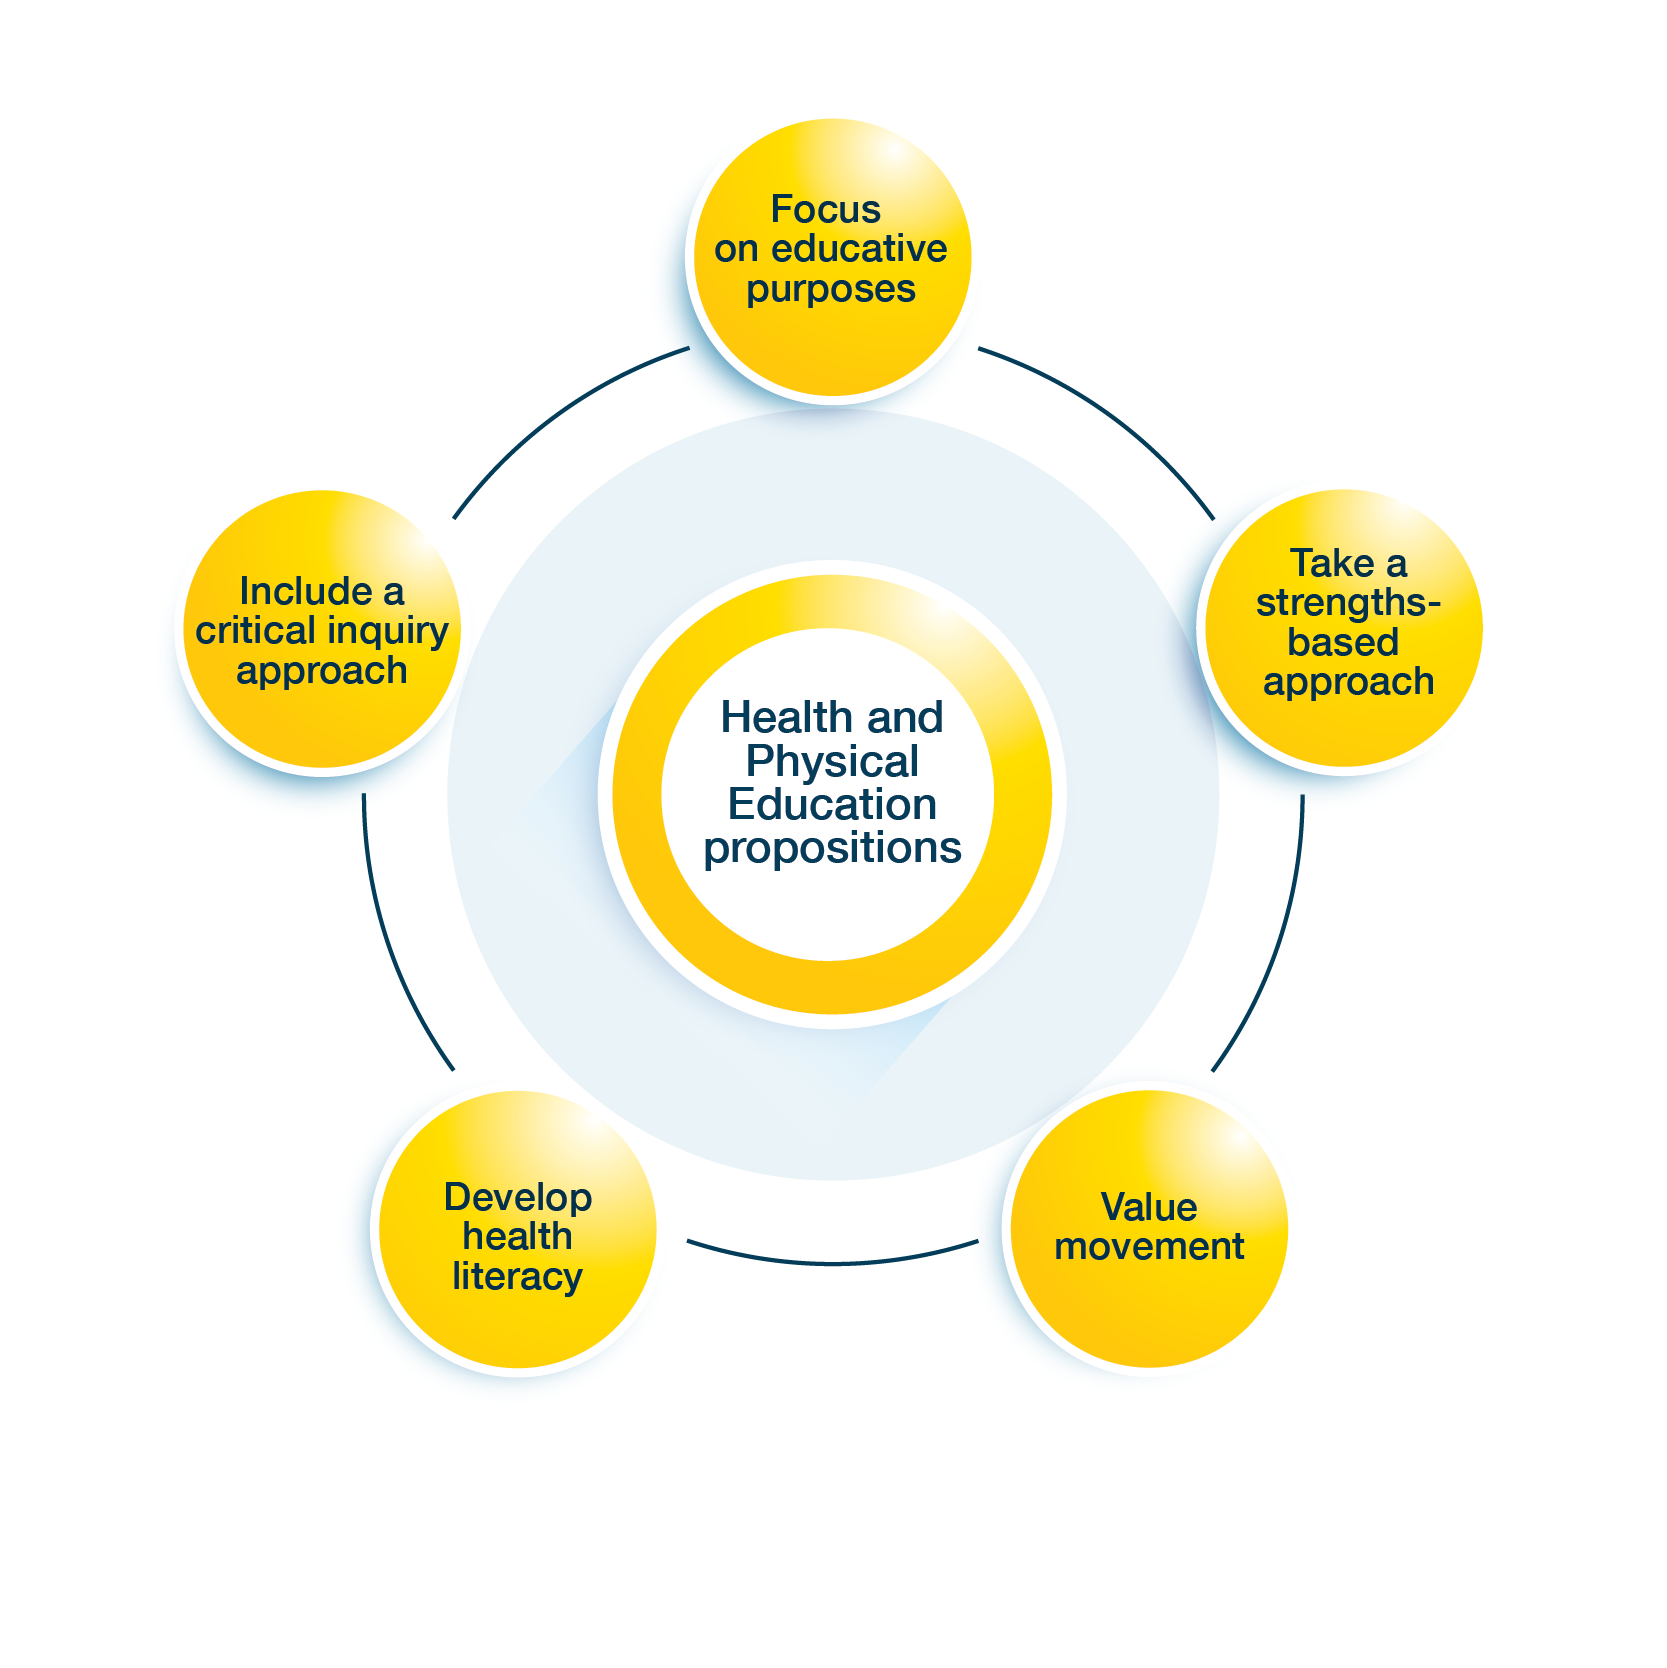 Focus
on educative
purposes
Take a
strengths-
based
approach
Value
movement
Develop
health
literacy
Include a
critical inquiry
approach
Health and
Physical
Education
propositions